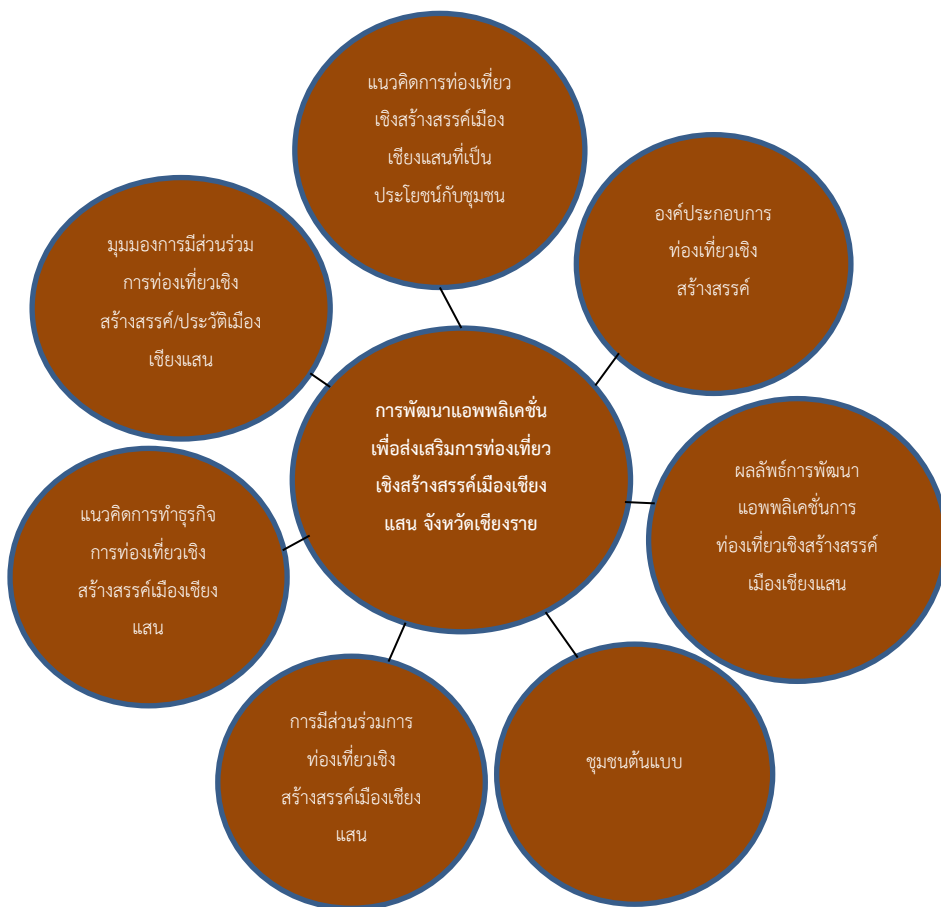 แนวคิดการท่องเที่ยว
เชิงสร้างสรรค์เมือง
เชียงแสนที่เป็น
ประโยชน์กับชุมชน
องค์ประกอบการ
ท่องเที่ยวเชิง
สร้างสรรค์
มุมมองการมีส่วนร่วม
การท่องเที่ยวเชิง
สร้างสรรค์/ประวัติเมือง
เชียงแสน
การพัฒนาแอพพลิเคชั่น
เพื่อส่งเสริมการท่องเที่ยว
เชิงสร้างสรรค์เมืองเชียง
แสน จังหวัดเชียงราย
ผลลัพธ์การพัฒนา
แอพพลิเคชั่นการ
ท่องเที่ยวเชิงสร้างสรรค์
เมืองเชียงแสน
แนวคิดการทำธุรกิจ
การท่องเที่ยวเชิง
สร้างสรรค์เมืองเชียง
แสน
การมีส่วนร่วมการ
ท่องเที่ยวเชิง
สร้างสรรค์เมืองเชียง
แสน
ชุมชนต้นแบบ